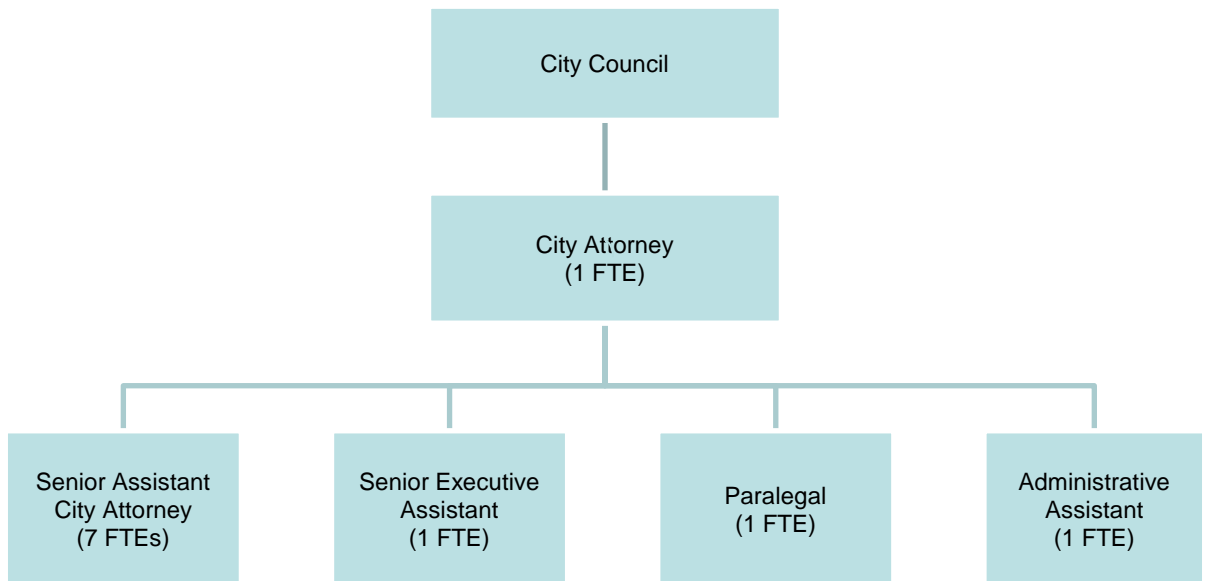 City Council
City Attorney
(1 FTE)
Senior Assistant
City Attorney
(7 FTEs)
Senior Executive
Assistant
(1 FTE)
Paralegal
(1 FTE)
Administrative
Assistant
(1 FTE)